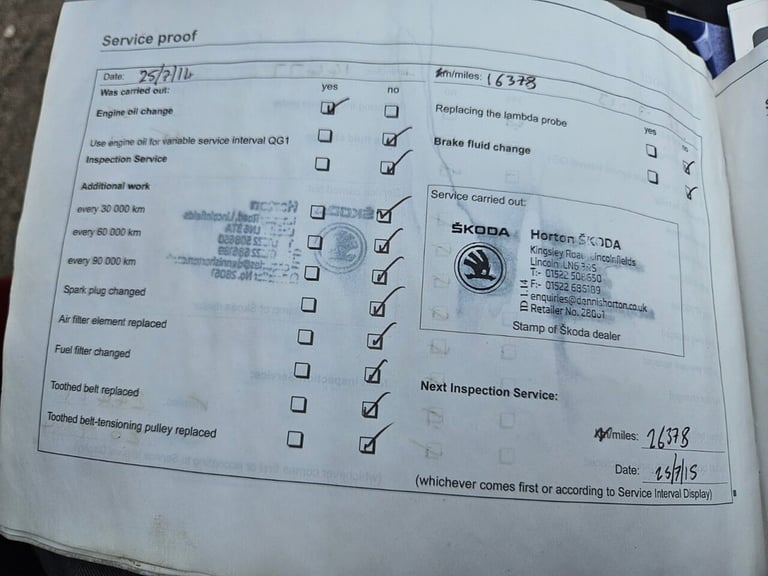 Service proof
Date: 25/7/14
km/miles: 16378
Was carried out:
yes no
Engine oil change
Use engine oil for variable service interval QG1
Inspection Service
Additional work
every 30 000 km
every 60 000 km
every 90 000 km
Spark plug changed
Air filter element replaced
Fuel filter changed
Toothed belt replaced
Toothed belt-tensioning pulley replaced
yes no
Replacing the lambda probe
Brake fluid change
Service carried out:
ŠKODA
Horton ŠKODA
Kingsley Road Lincolnfields
Lincoln LN6
T:- 01522
F:- 01522
enquiries@dennishorton.co.uk
Retailer No.
Stamp of Škoda dealer
Next Inspection Service:
km/miles: 26378
Date: 25/7/15
(whichever comes first or according to Service Interval Display)